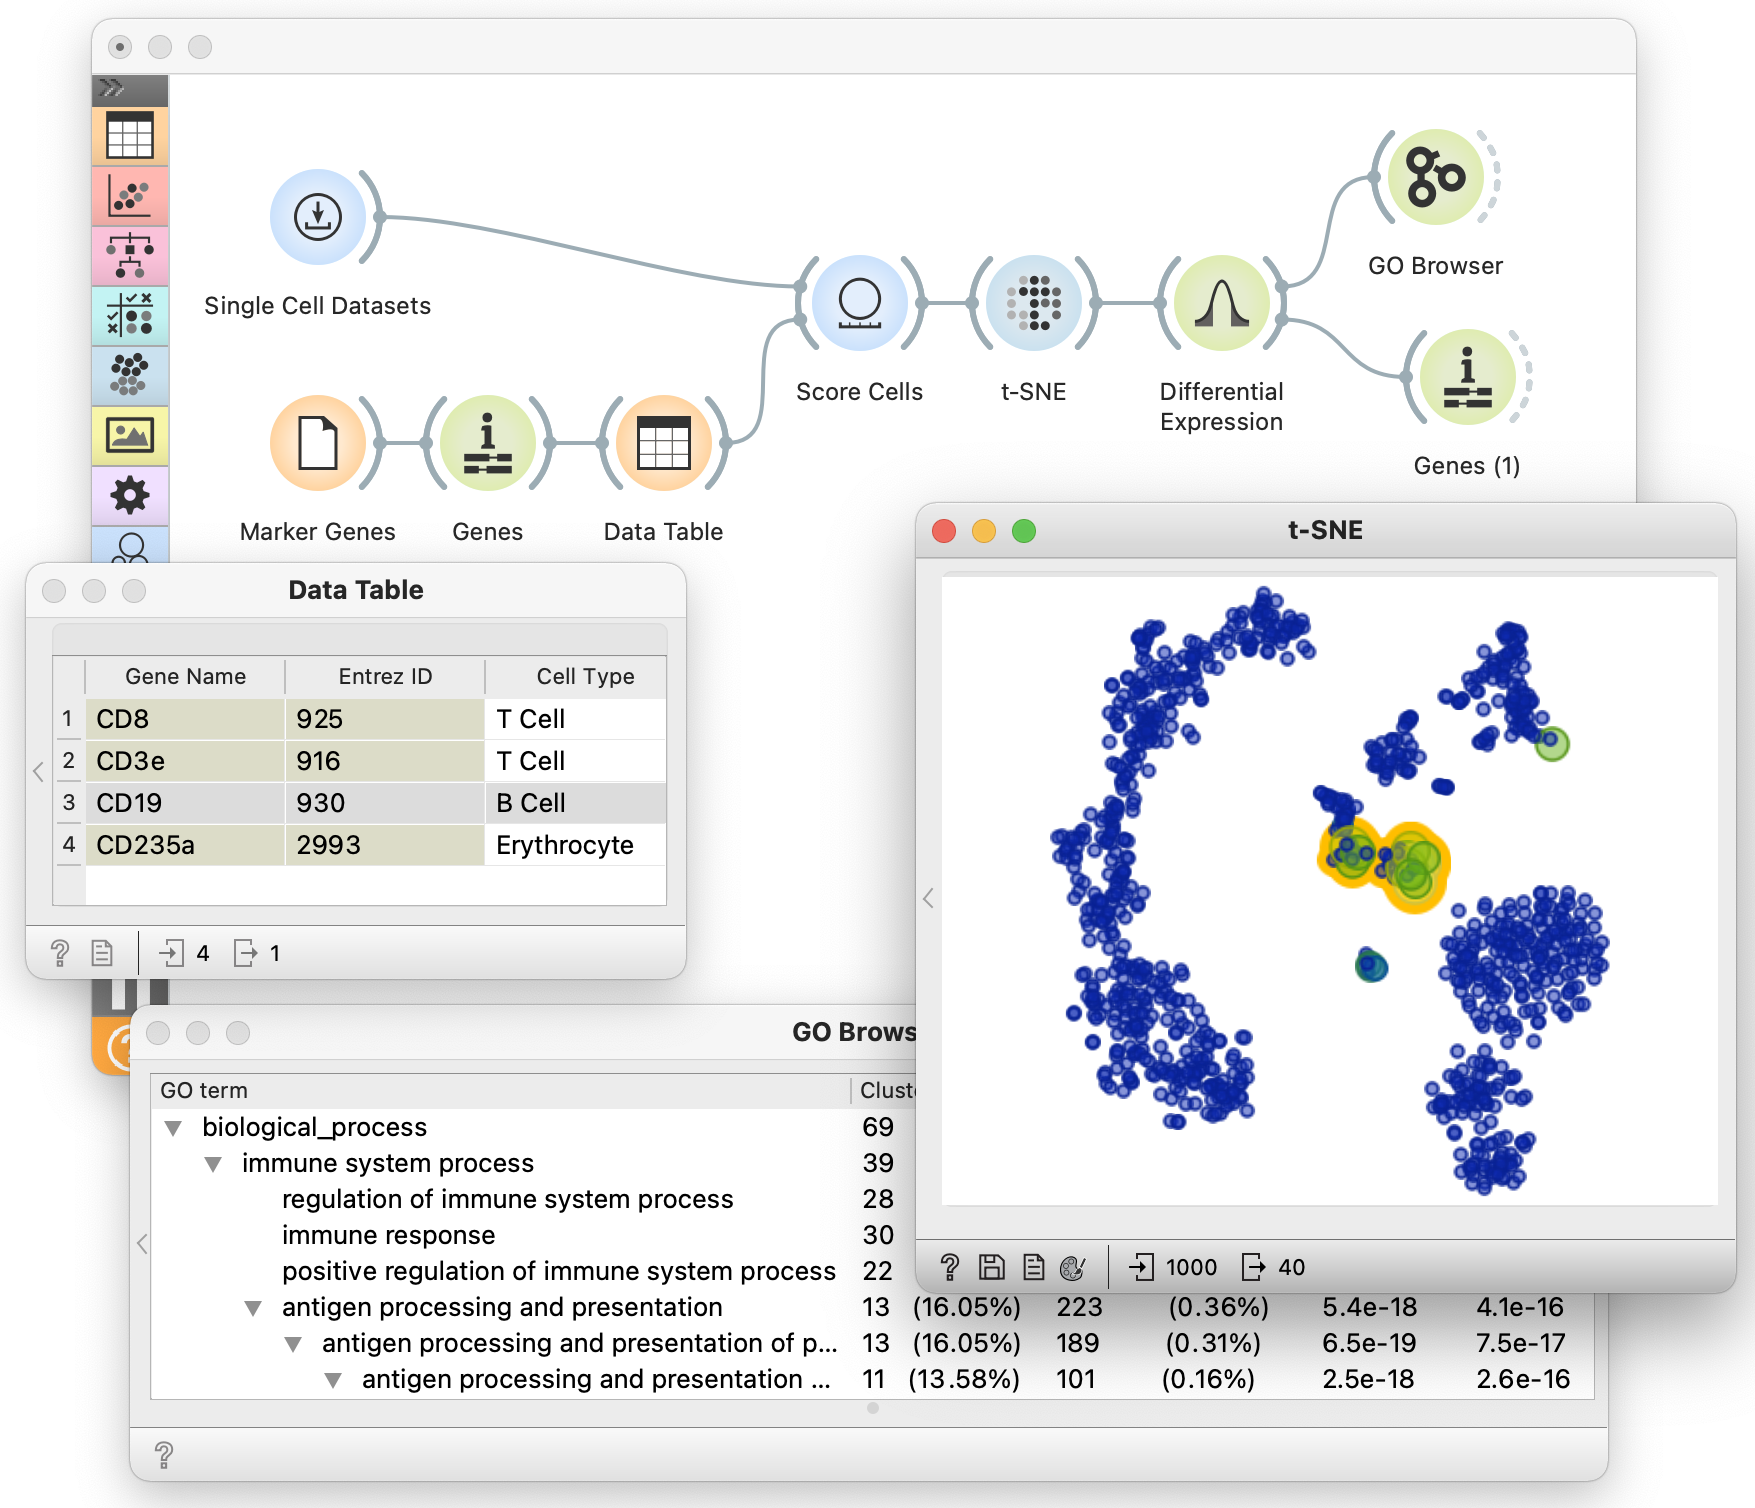 GO Browser
Single Cell Datasets
Score Cells
t-SNE
Differential
Expression
Genes (1)
Marker Genes
Genes
Data Table
t-SNE
1000
40
Data Table
Gene Name Entrez ID Cell Type
1 CD8 925 T Cell
2 CD3e 916 T Cell
3 CD19 930 B Cell
4 CD235a 2993 Erythrocyte
? 4 1
GO Brows
GO term Cluste
biological_process 69
immune system process 39
regulation of immune system process 28
immune response 30
positive regulation of immune system process 22
antigen processing and presentation 13 (16.05%) 223 (0.36%) 5.4e-18 4.1e-16
antigen processing and presentation of p... 13 (16.05%) 189 (0.31%) 6.5e-19 7.5e-17
antigen processing and presentation ... 11 (13.58%) 101 (0.16%) 2.5e-18 2.6e-16
?